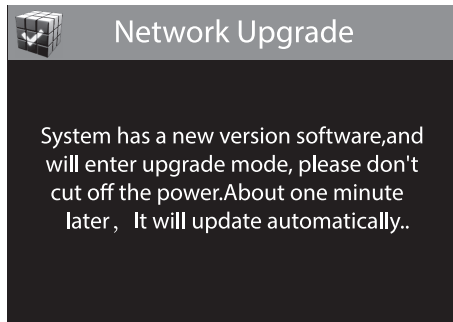 Network Upgrade
System has a new version software,and
will enter upgrade mode, please don't
cut off the power.About one minute
later， It will update automatically..